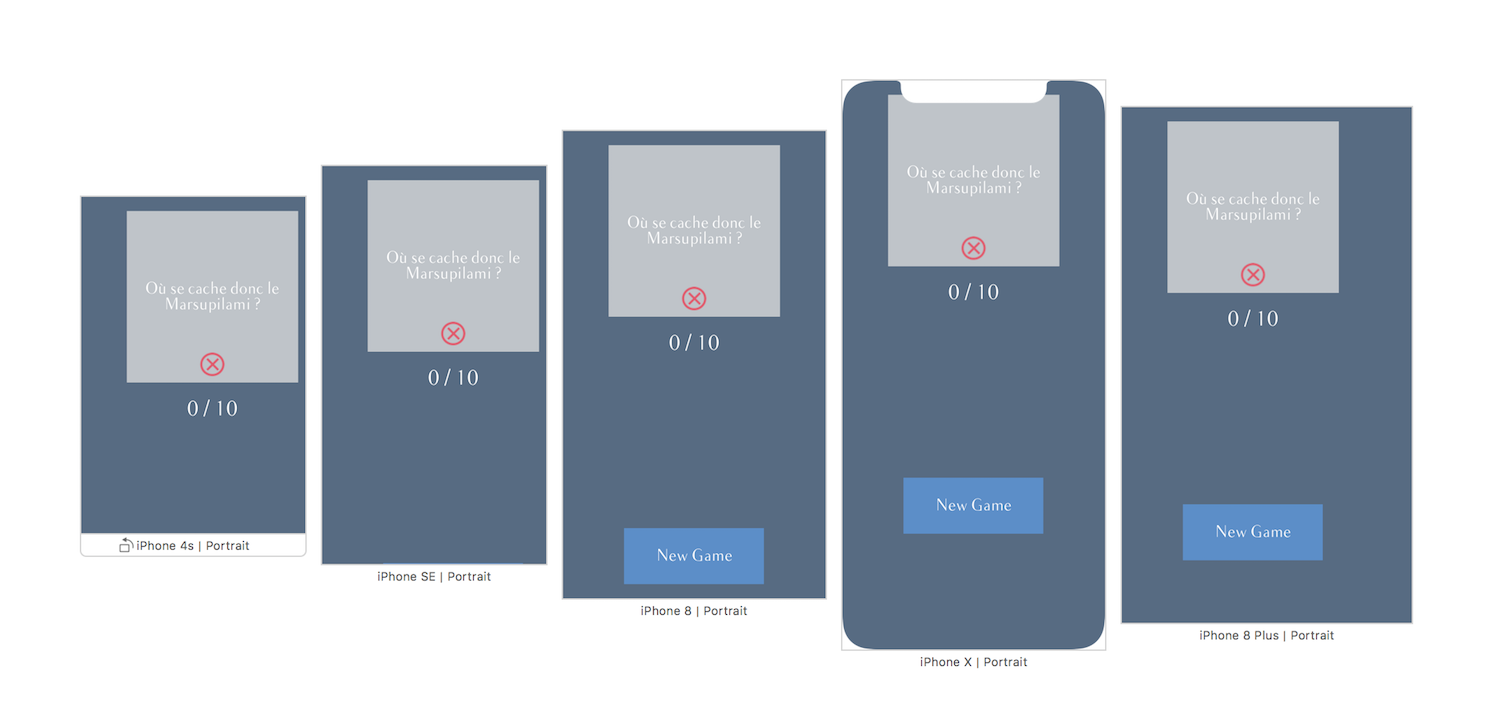 Où se cache donc le
Marsupilami ?
0 / 10
iPhone 4s | Portrait
Où se cache donc le
Marsupilami ?
0 / 10
iPhone SE | Portrait
Où se cache donc le
Marsupilami ?
0 / 10
New Game
iPhone 8 | Portrait
Où se cache donc le
Marsupilami ?
0 / 10
New Game
iPhone X | Portrait
Où se cache donc le
Marsupilami ?
0 / 10
New Game
iPhone 8 Plus | Portrait